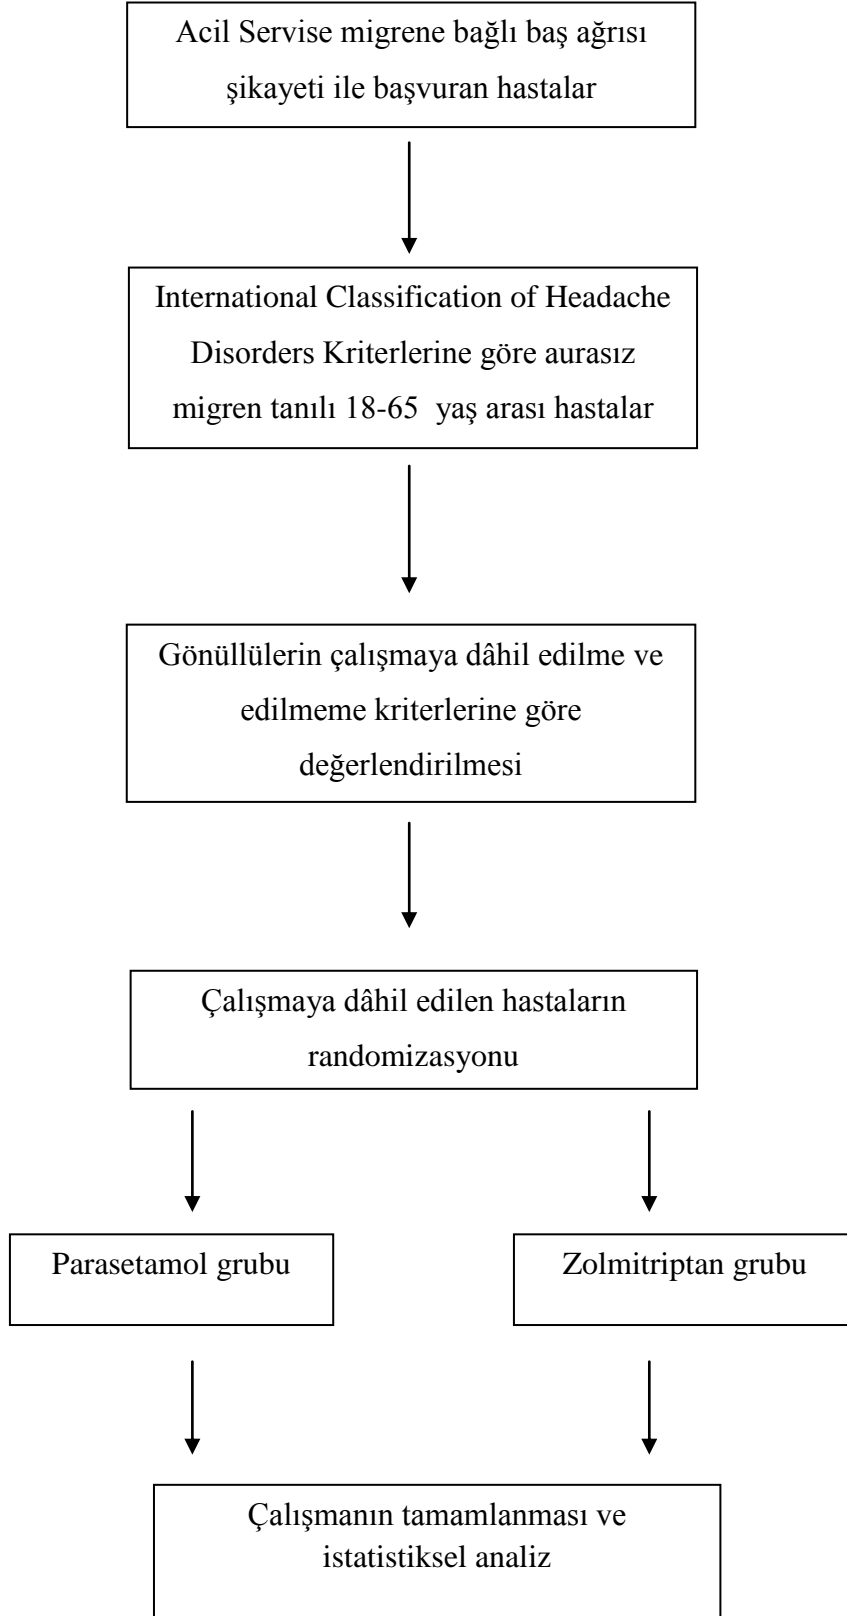 Acil Servise migrene bağlı baş ağrısı
şikayeti ile başvuran hastalar
International Classification of Headache
Disorders Kriterlerine göre aurasız
migren tanılı 18-65  yaş arası hastalar
Gönüllülerin çalışmaya dâhil edilme ve
edilmeme kriterlerine göre
değerlendirilmesi
Çalışmaya dâhil edilen hastaların
randomizasyonu
Parasetamol grubu
Zolmitriptan grubu
Çalışmanın tamamlanması ve
istatistiksel analiz